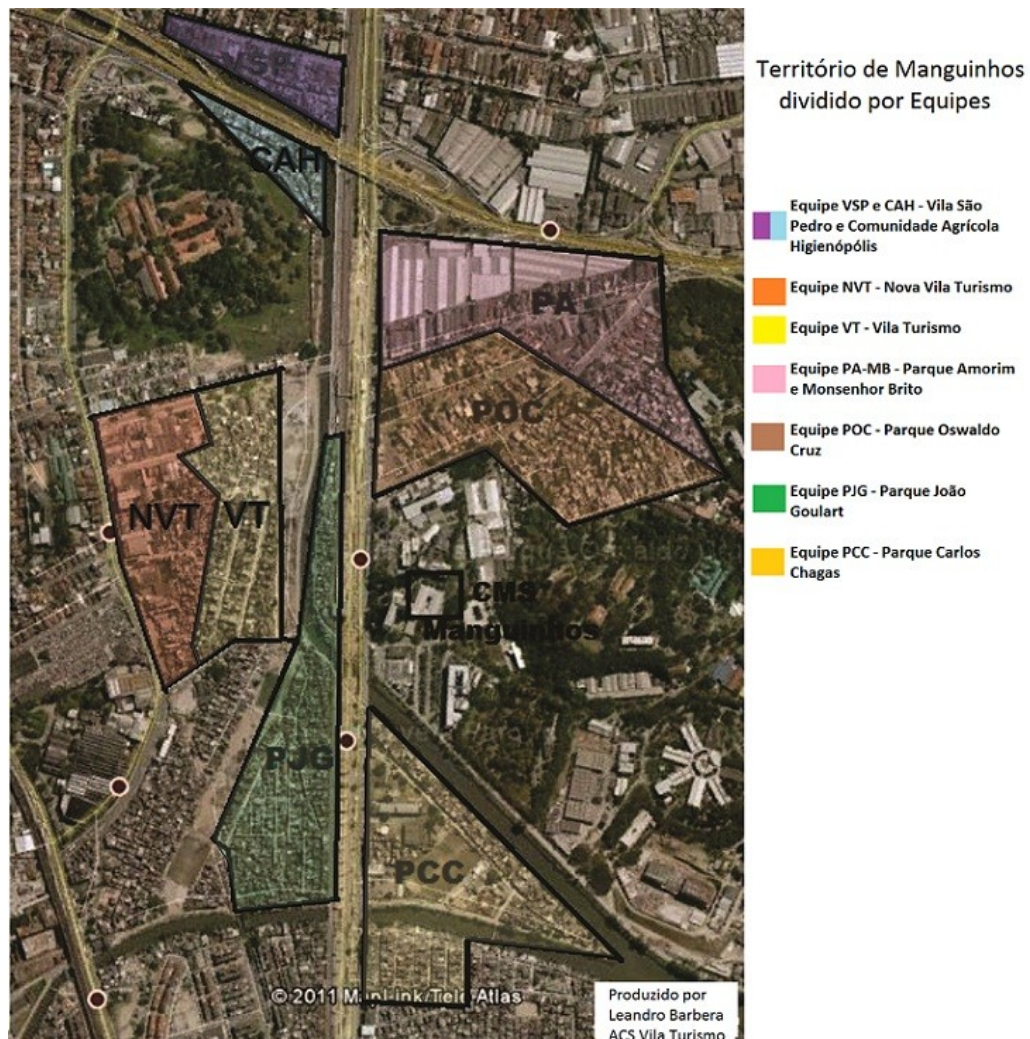 Território de Manguinhos
dividido por Equipes
Equipe VSP e CAH - Vila São
Pedro e Comunidade Agrícola
Higienópólis
Equipe NVT - Nova Vila Turismo
Equipe VT - Vila Turismo
Equipe PA-MB - Parque Amorim
e Monsenhor Brito
Equipe POC - Parque Oswaldo
Cruz
Equipe PJG - Parque João
Goulart
Equipe PCC - Parque Carlos
Chagas
VSP
CAH
PA
POC
NVT
VT
CMS
Manguinhos
PJG
PCC
© 2011 MapLink/Tele Atlas
Produzido por
Leandro Barbera
ACS Vila Turismo